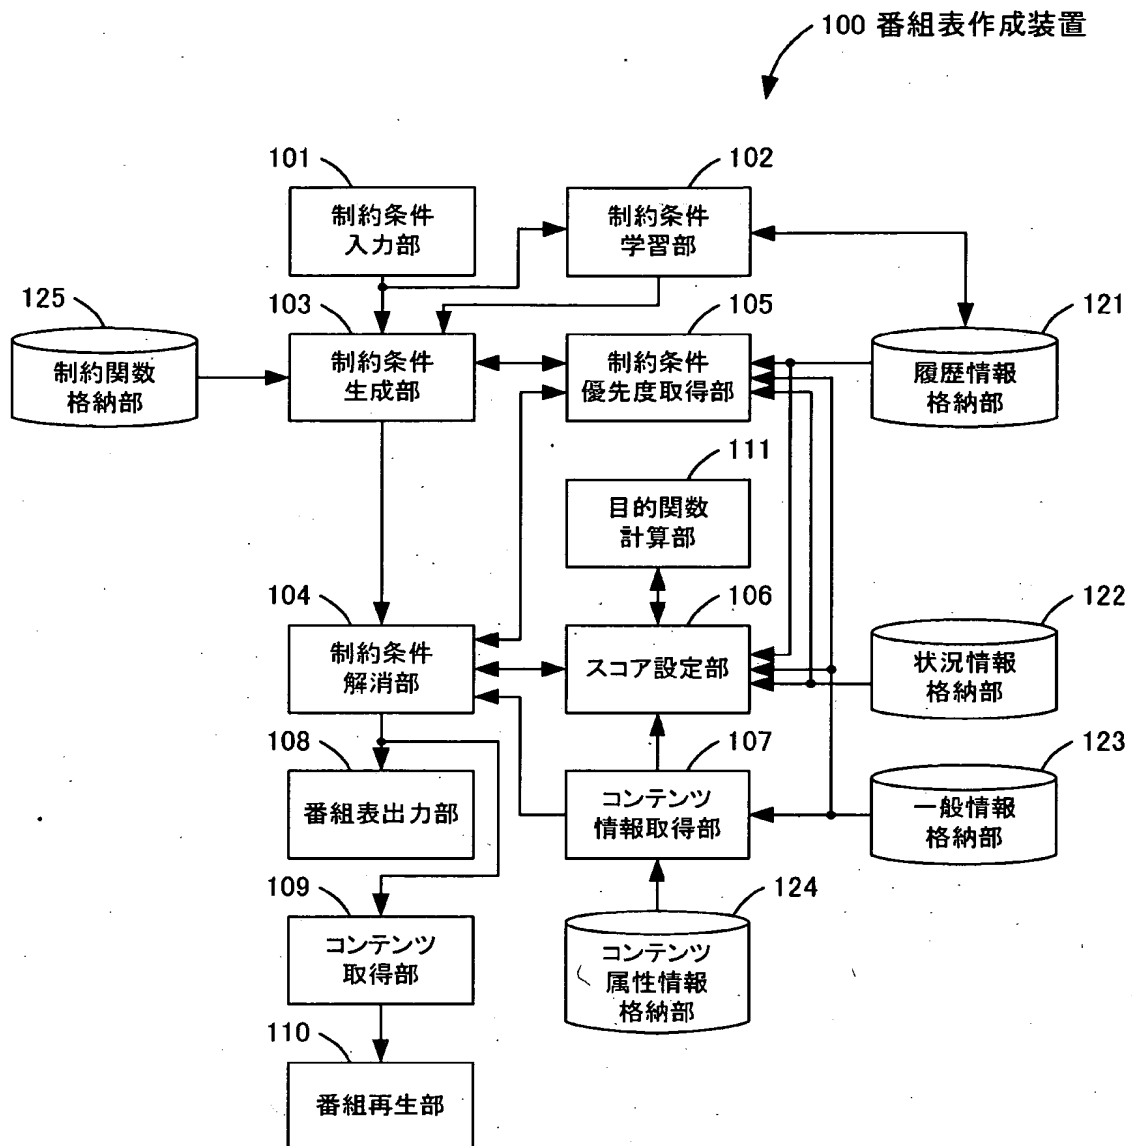 100 番組表作成装置
101
制約条件
入力部
102
制約条件
学習部
125
制約関数
格納部
103
制約条件
生成部
105
制約条件
優先度取得部
121
履歴情報
格納部
111
目的関数
計算部
104
制約条件
解消部
106
スコア設定部
122
状況情報
格納部
108
番組表出力部
107
コンテンツ
情報取得部
123
一般情報
格納部
109
コンテンツ
取得部
124
コンテンツ
属性情報
格納部
110
番組再生部